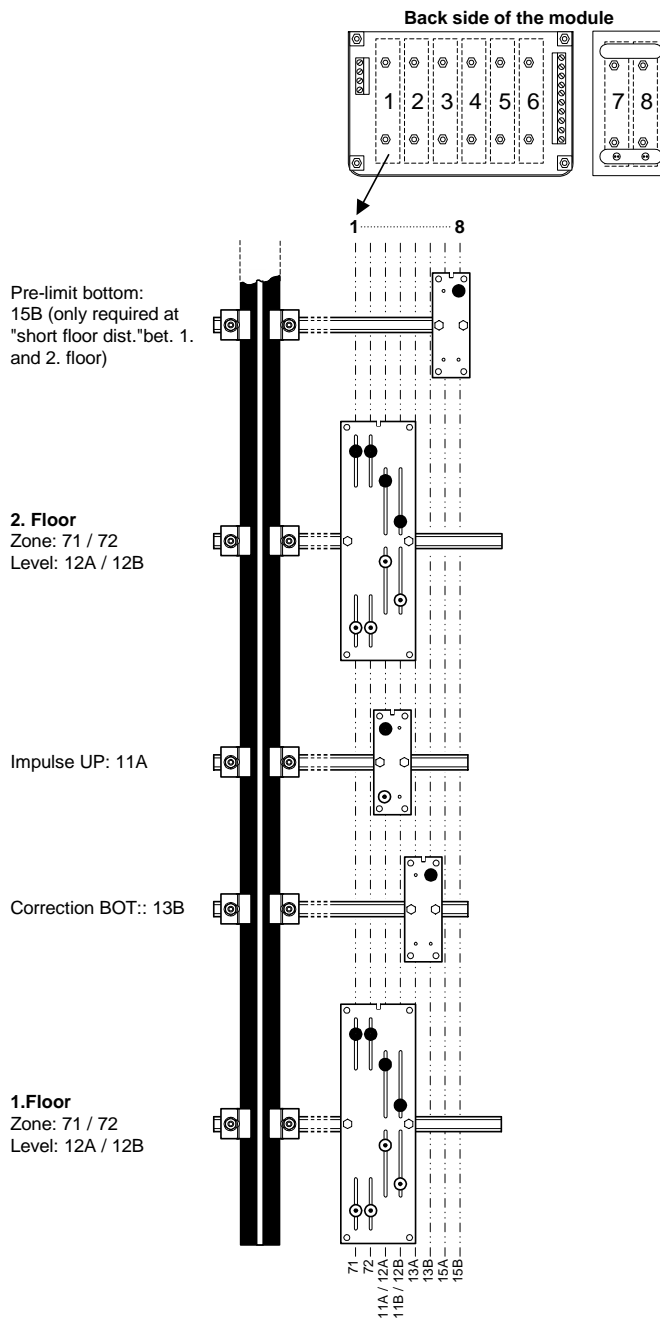 Back side of the module
1 2 3 4 5 6 7 8
1 8
Pre-limit bottom:
15B (only required at
"short floor dist."bet. 1.
and 2. floor)
2. Floor
Zone: 71 / 72
Level: 12A / 12B
Impulse UP: 11A
Correction BOT:: 13B
1.Floor
Zone: 71 / 72
Level: 12A / 12B
71
72
11A / 12A
11B / 12B
13A
13B
15A
15B